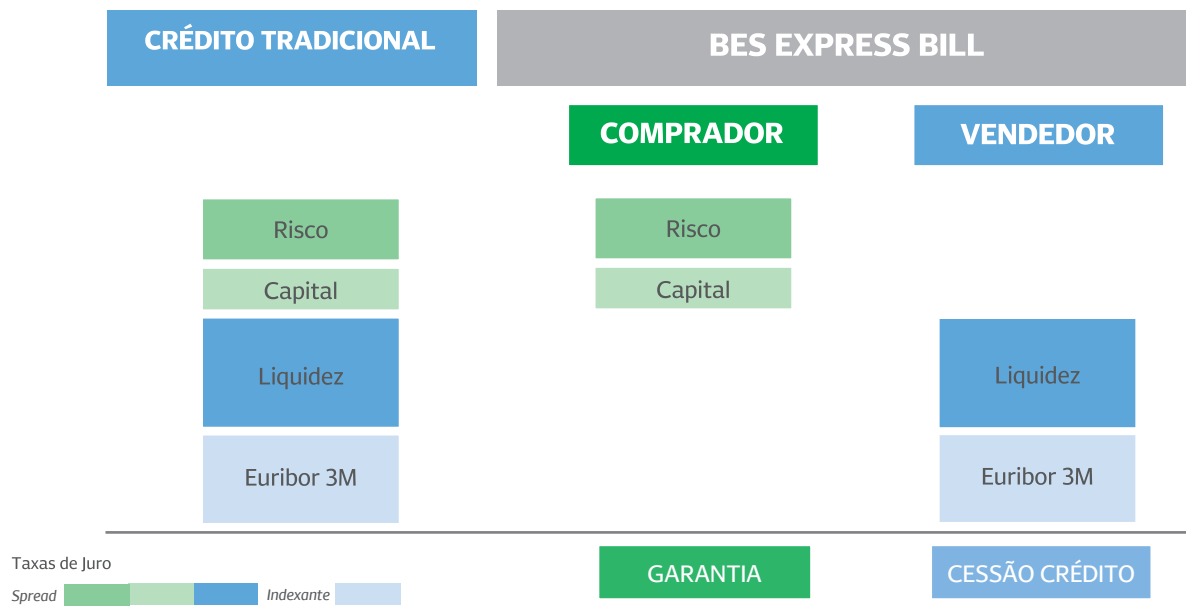 CRÉDITO TRADICIONAL
BES EXPRESS BILL
COMPRADOR
VENDEDOR
Risco
Risco
Capital
Capital
Liquidez
Liquidez
Euribor 3M
Euribor 3M
Taxas de Juro
GARANTIA
CESSÃO CRÉDITO
Spread
Indexante